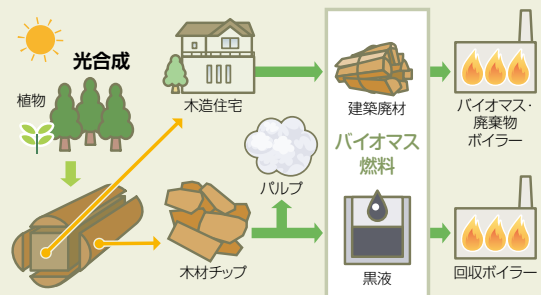 光合成
植物
木造住宅
建築廃材
バイオマス・
廃棄物
ボイラー
バイオマス
燃料
パルプ
木材チップ
黒液
回収ボイラー